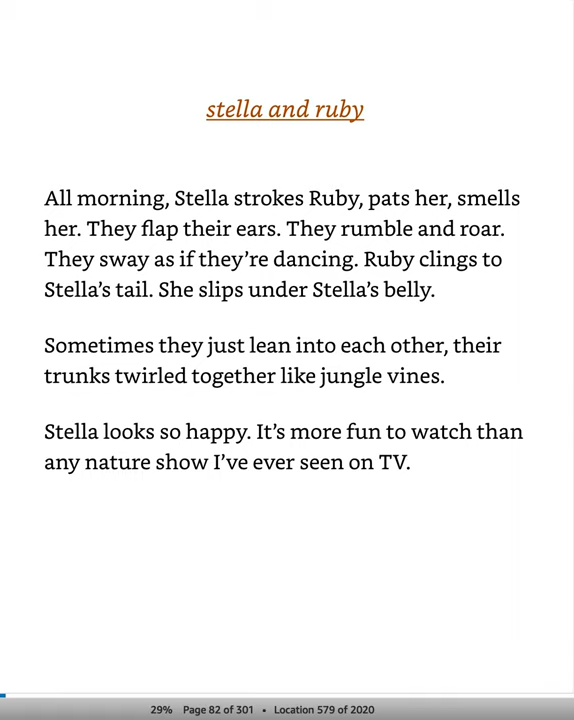 stella and ruby
All morning, Stella strokes Ruby, pats her, smells
her. They flap their ears. They rumble and roar.
They sway as if they’re dancing. Ruby clings to
Stella’s tail. She slips under Stella’s belly.
Sometimes they just lean into each other, their
trunks twirled together like jungle vines.
Stella looks so happy. It’s more fun to watch than
any nature show I’ve ever seen on TV.
29% Page 82 of 301 • Location 579 of 2020